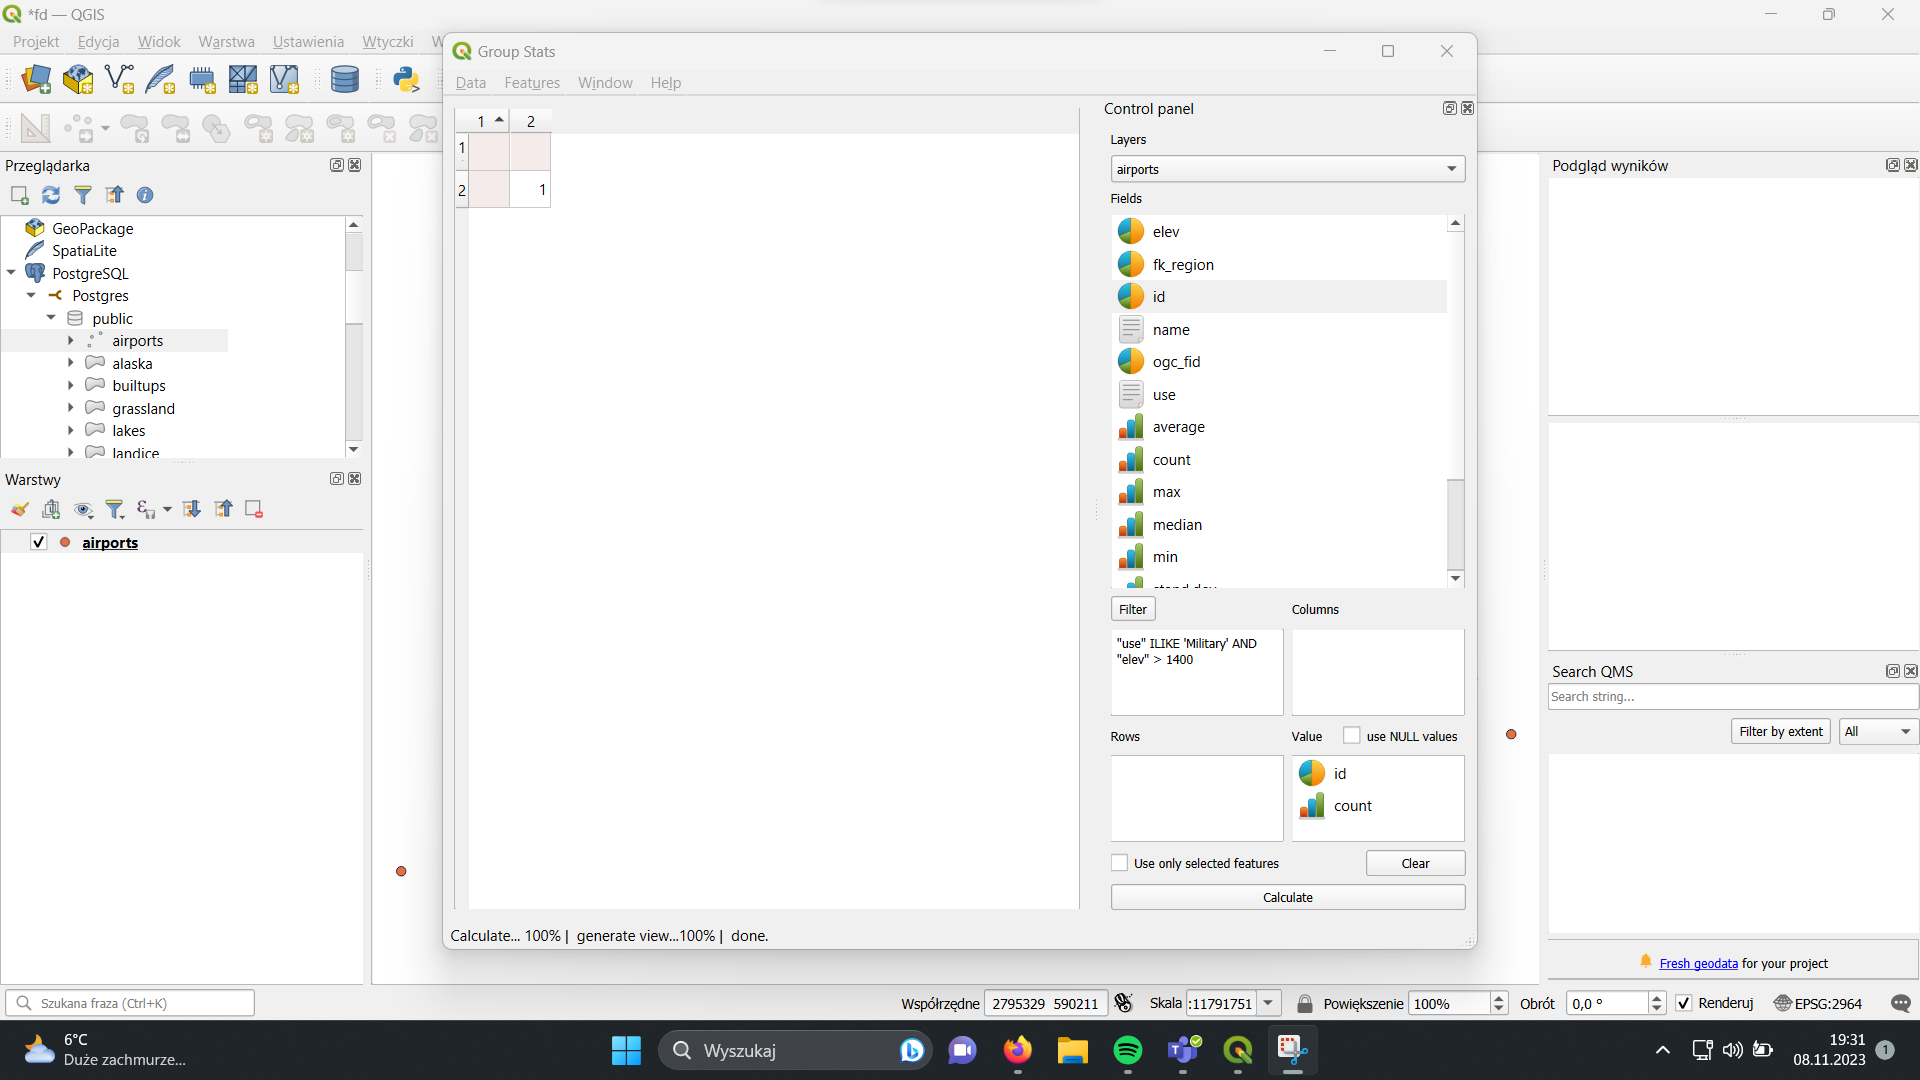 *fd — QGIS
Projekt Edycja Widok Warstwa Ustawienia Wtyczki W
Group Stats
Data Features Window Help
1 2
1
2 1
Control panel
Layers
airports
Fields
elev
fk_region
id
name
ogc_fid
use
average
count
max
median
min
Filter
Columns
"use" ILIKE 'Military' AND
"elev" > 1400
Rows
Value
use NULL values
id
count
Use only selected features
Clear
Calculate
Calculate... 100% | generate view...100% | done.
Przeglądarka
GeoPackage
SpatiaLite
PostgreSQL
Postgres
public
airports
alaska
builtups
grassland
lakes
landice
Warstwy
airports
Podgląd wyników
Search QMS
Search string...
Filter by extent
All
Fresh geodata for your project
Szukana fraza (Ctrl+K)
Współrzędne 2795329 590211
Skala :11791751
Powiększenie 100%
Obrót 0,0 °
Renderuj
EPSG:2964
6°C
Duże zachmurze...
Wyszukaj
19:31
08.11.2023
1